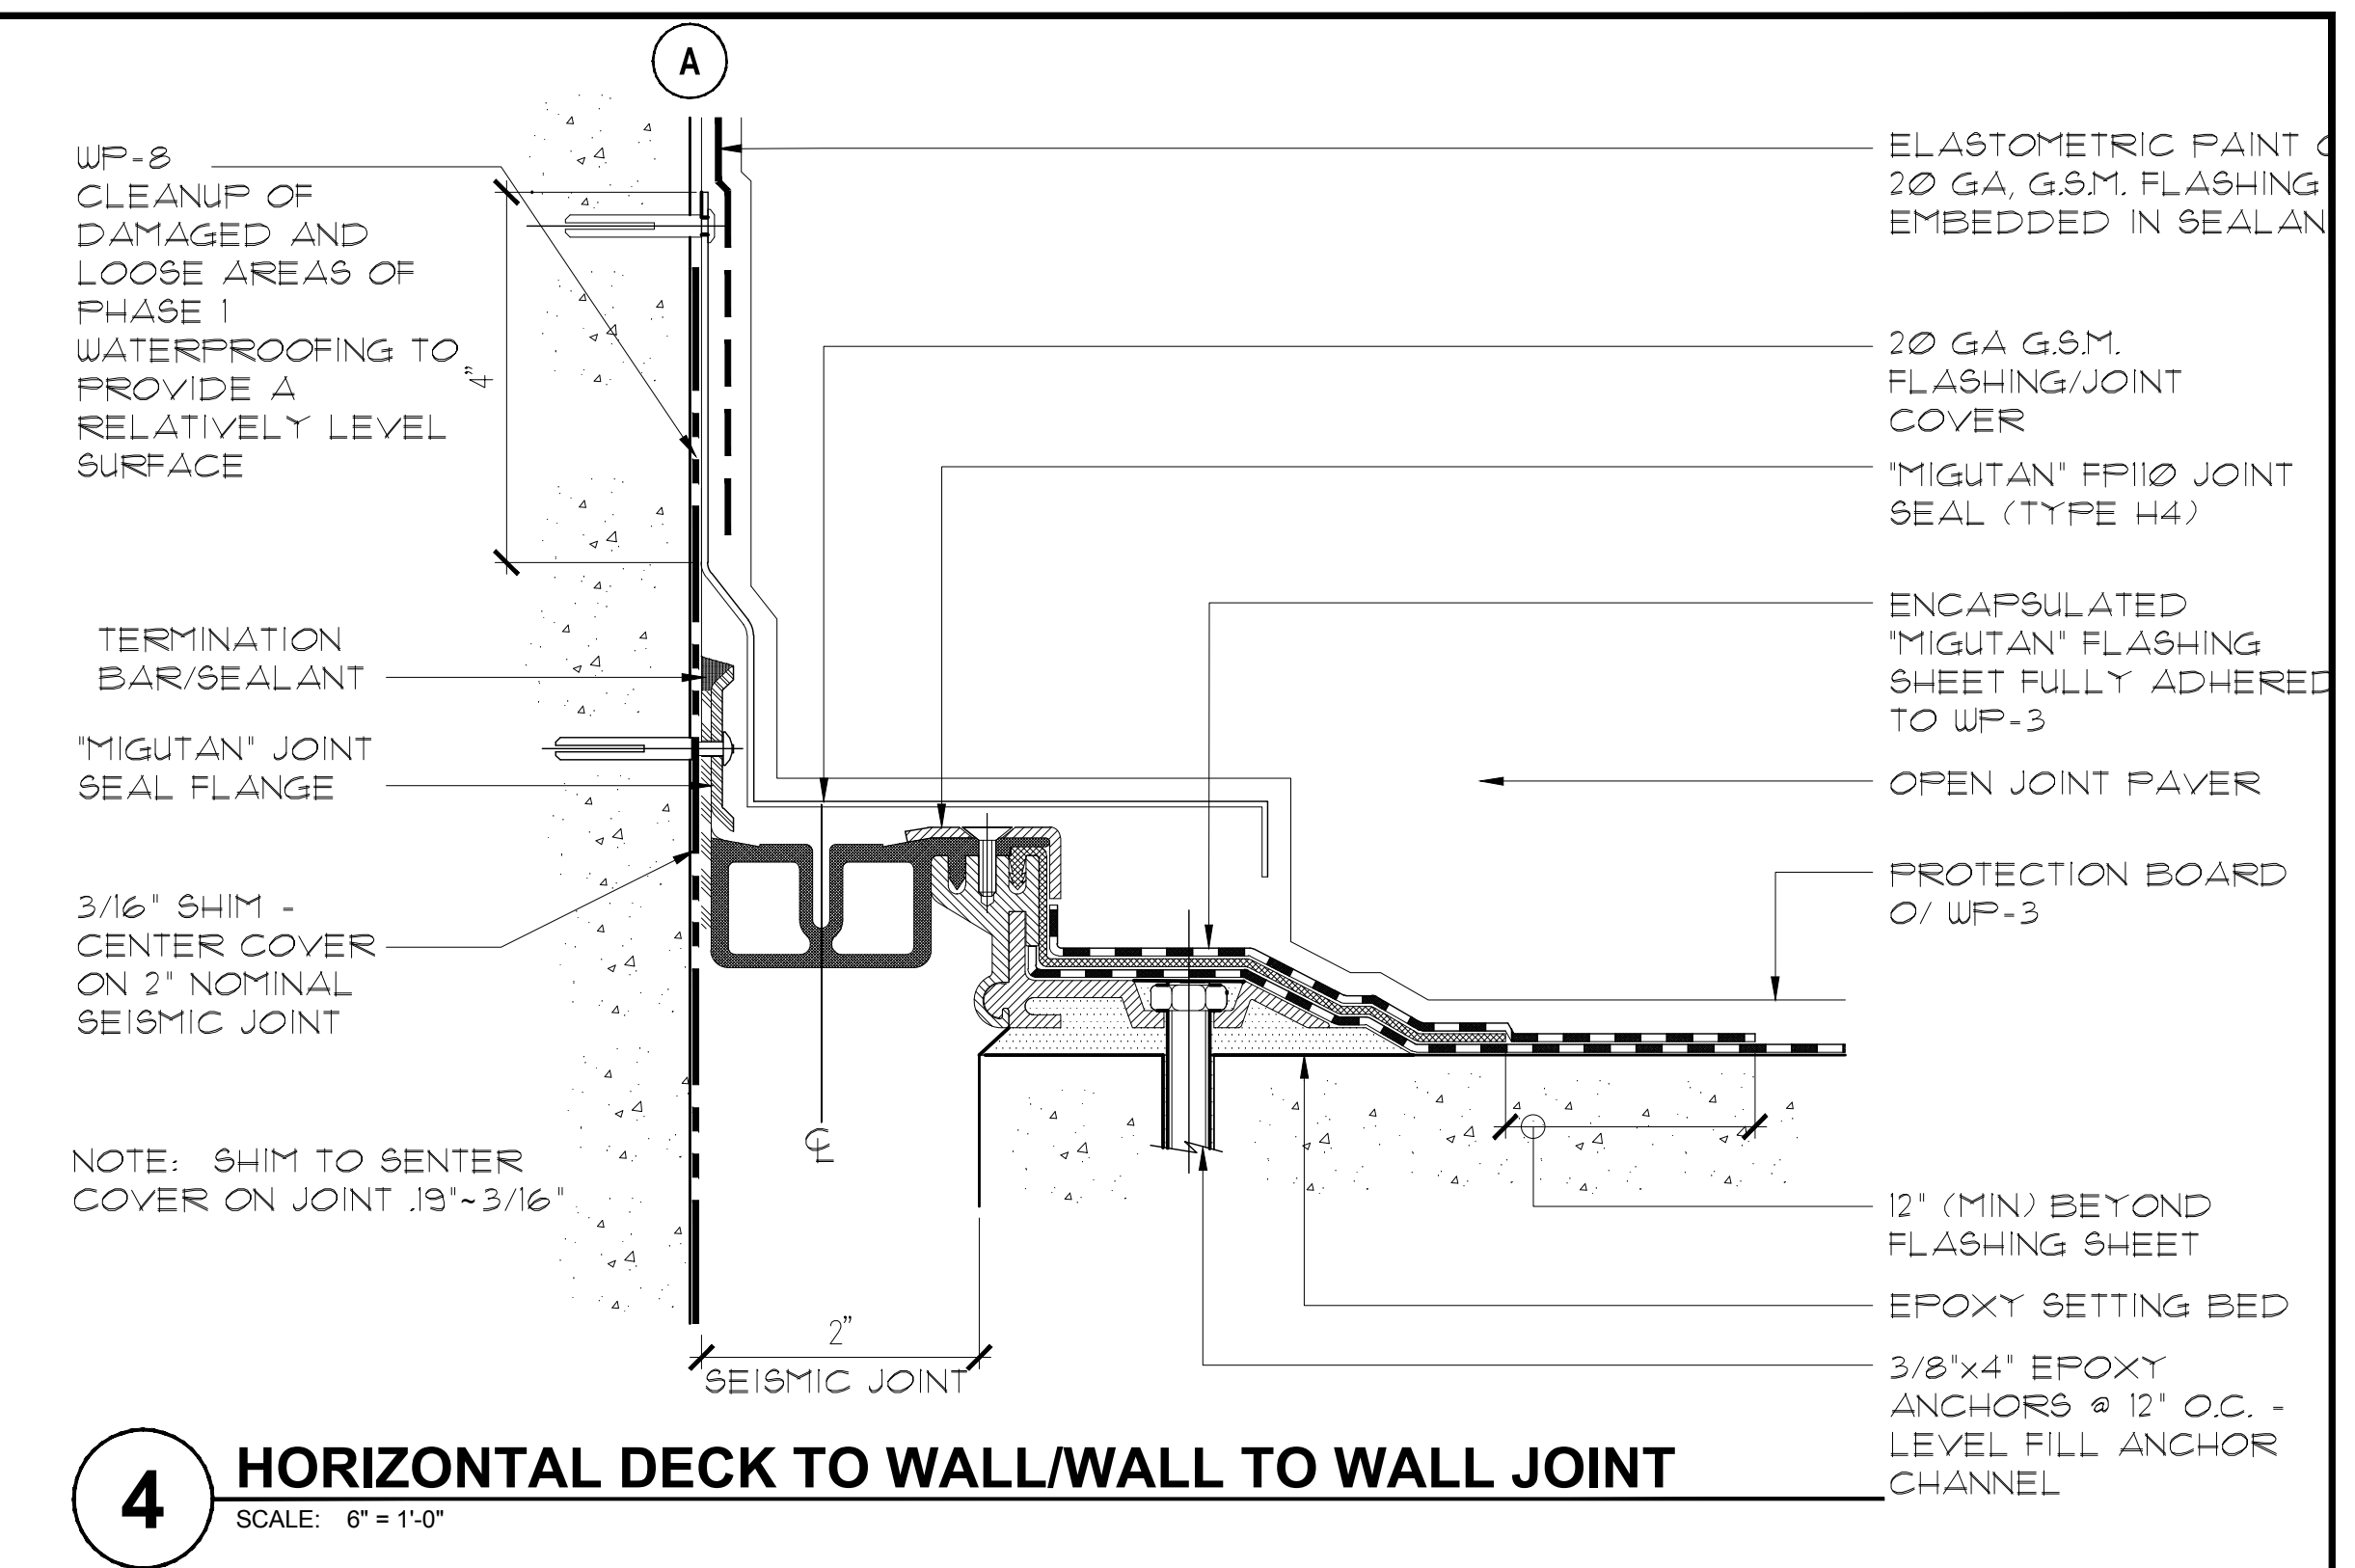 A
WP-8
CLEANUP OF
DAMAGED AND
LOOSE AREAS OF
PHASE 1
WATERPROOFING TO
PROVIDE A
RELATIVELY LEVEL
SURFACE
4"
TERMINATION
BAR/SEALANT
"MIGUTAN" JOINT
SEAL FLANGE
3/16" SHIM -
CENTER COVER
ON 2" NOMINAL
SEISMIC JOINT
NOTE: SHIM TO SENTER
COVER ON JOINT .19"~3/16"
℄
2"
SEISMIC JOINT
ELASTOMETRIC PAINT
20 GA, G.S.M. FLASHING
EMBEDDED IN SEALAN
20 GA G.S.M.
FLASHING/JOINT
COVER
"MIGUTAN" FP110 JOINT
SEAL (TYPE H4)
ENCAPSULATED
"MIGUTAN" FLASHING
SHEET FULLY ADHERED
TO WP-3
OPEN JOINT PAVER
PROTECTION BOARD
O/ WP-3
12" (MIN) BEYOND
FLASHING SHEET
EPOXY SETTING BED
3/8"x4" EPOXY
ANCHORS @ 12" O.C. -
LEVEL FILL ANCHOR
CHANNEL
4
HORIZONTAL DECK TO WALL/WALL TO WALL JOINT
SCALE: 6" = 1'-0"